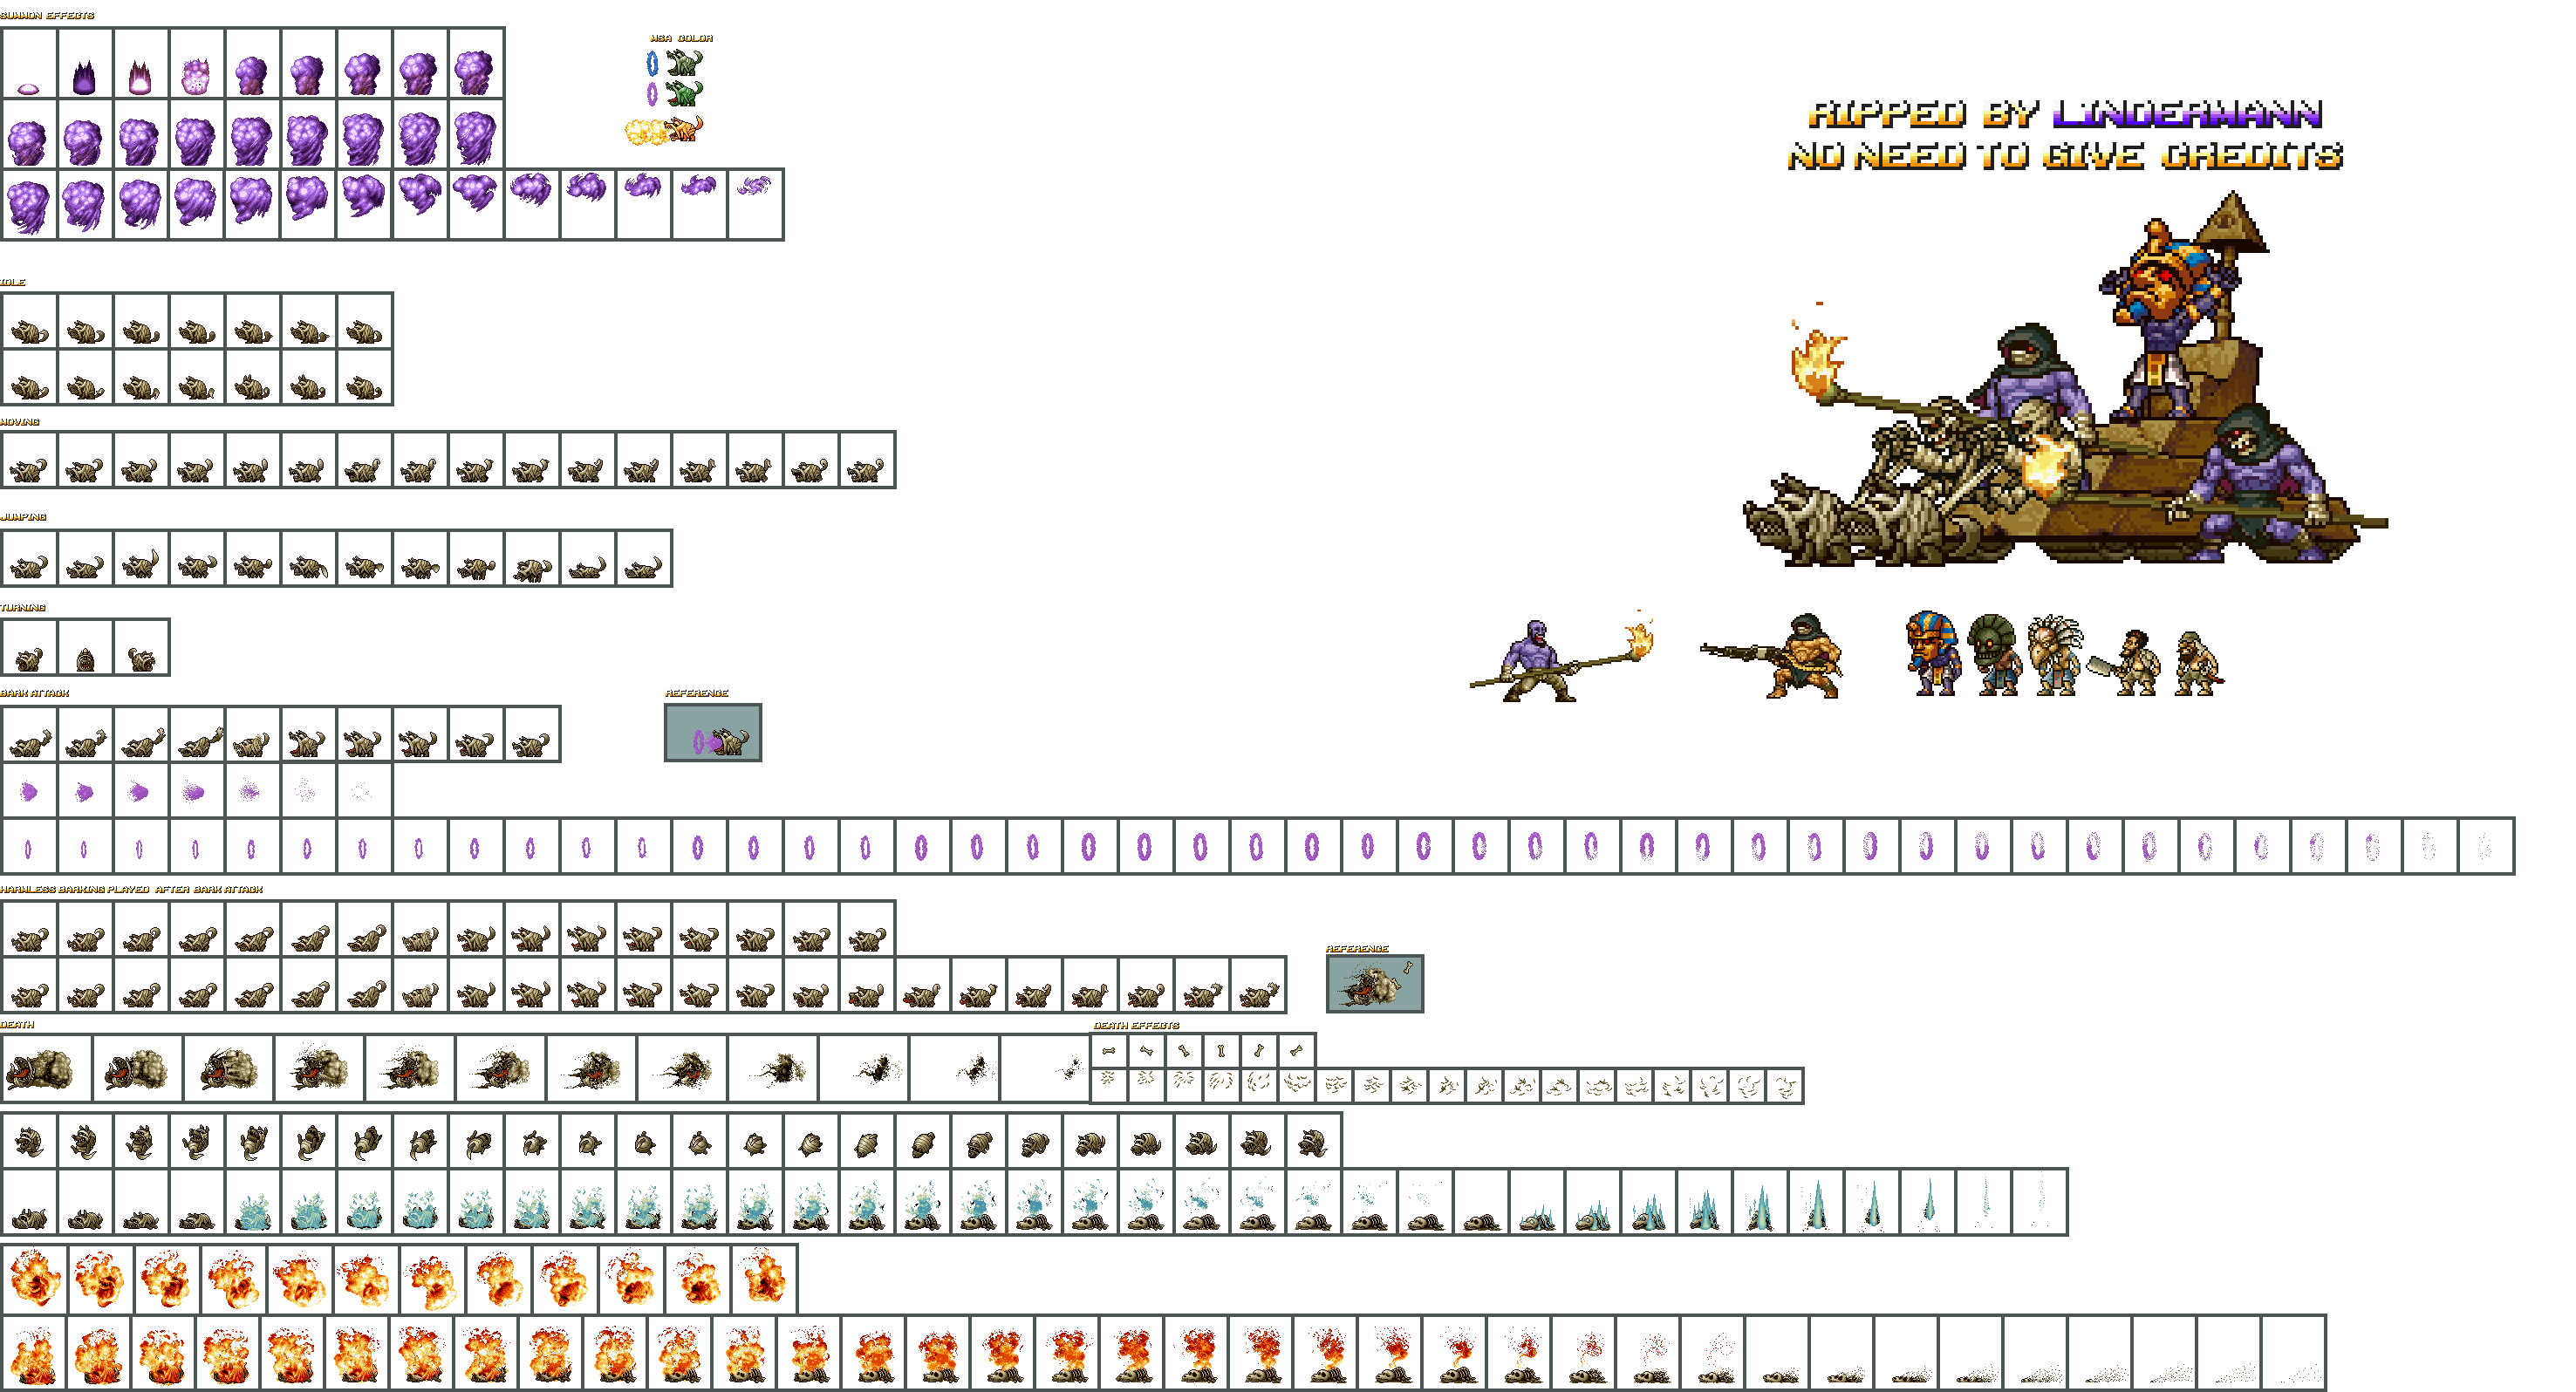 SUMMON EFFECTS
MSA COLOR
RIPPED BY LINDERMANN
NO NEED TO GIVE CREDITS
IDLE
MOVING
JUMPING
TURNING
BARK ATTACK
REFERENCE
HARMLESS BARKING PLAYED AFTER BARK ATTACK
REFERENCE
DEATH
DEATH EFFECTS